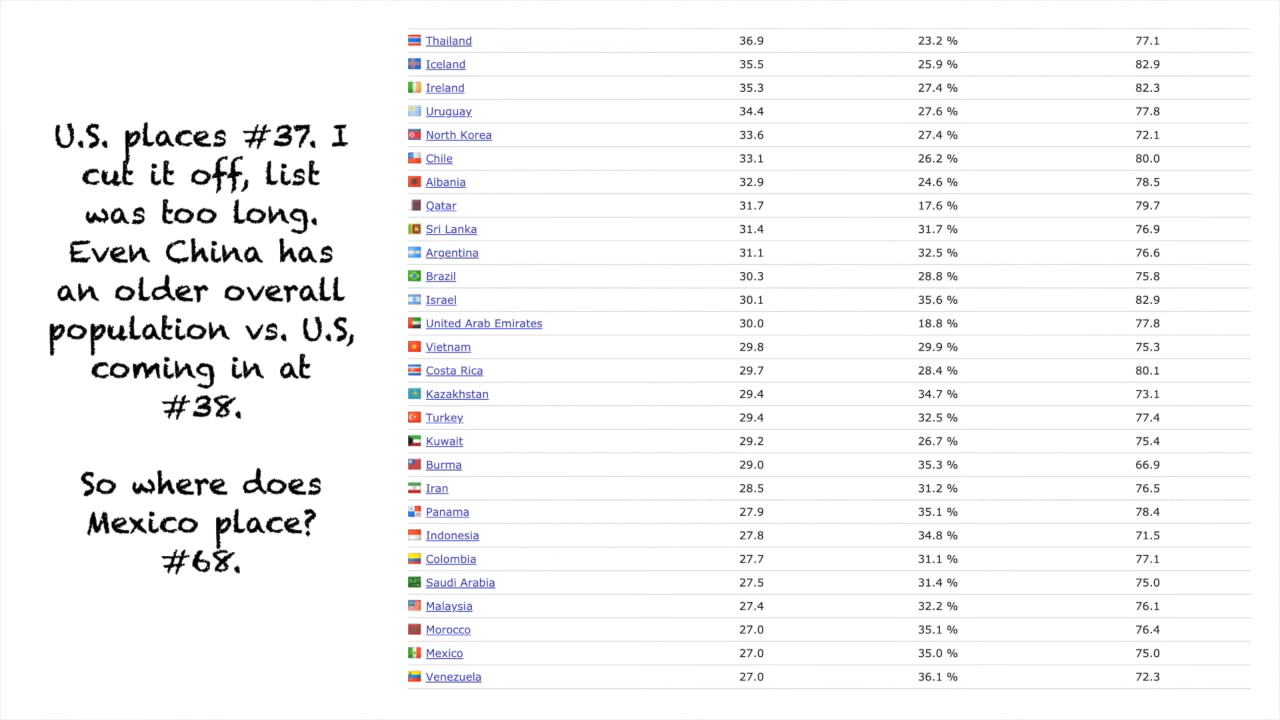 U.S. places #37. I
cut it off, list
was too long.
Even China has
an older overall
population vs. U.S,
coming in at
#38.
So where does
Mexico place?
#68.
Thailand 36.9 23.2 % 77.1
Iceland 35.5 25.9 % 82.9
Ireland 35.3 27.4 % 82.3
Uruguay 34.4 27.6 % 77.8
North Korea 33.6 27.4 % 72.1
Chile 33.1 26.2 % 80.0
Albania 32.9 24.6 % 78.5
Qatar 31.7 17.6 % 79.7
Sri Lanka 31.4 31.7 % 76.9
Argentina 31.1 32.5 % 76.6
Brazil 30.3 28.8 % 75.8
Israel 30.1 35.6 % 82.9
United Arab Emirates 30.0 18.8 % 77.8
Vietnam 29.8 29.9 % 75.3
Costa Rica 29.7 28.4 % 80.1
Kazakhstan 29.4 34.7 % 73.1
Turkey 29.4 32.5 % 77.4
Kuwait 29.2 26.7 % 75.4
Burma 29.0 35.3 % 66.9
Iran 28.5 31.2 % 76.5
Panama 27.9 35.1 % 78.4
Indonesia 27.8 34.8 % 71.5
Colombia 27.7 31.1 % 77.1
Saudi Arabia 27.5 31.4 % 75.0
Malaysia 27.4 32.2 % 76.1
Morocco 27.0 35.1 % 76.4
Mexico 27.0 35.0 % 75.0
Venezuela 27.0 36.1 % 72.3